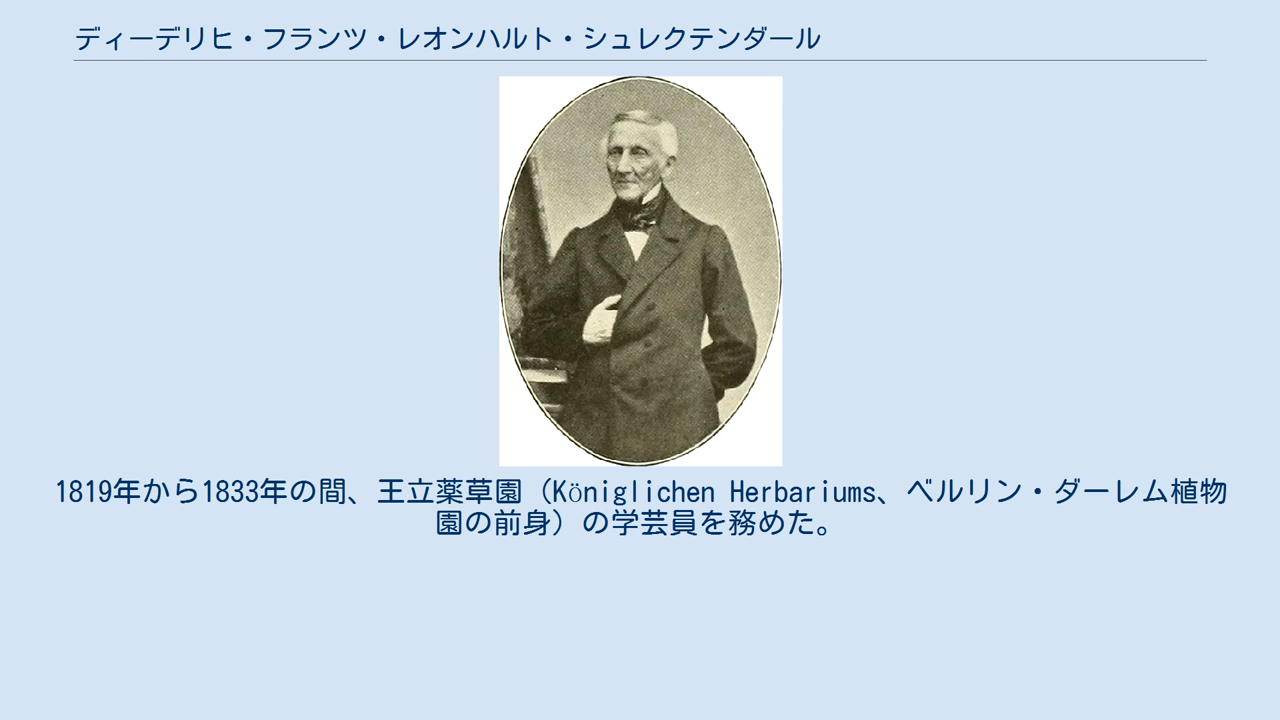 ディーデリヒ・フランツ・レオンハルト・シュレクテンダール
1819年から1833年の間、王立薬草園（Königlichen Herbariums、ベルリン・ダーレム植物
園の前身）の学芸員を務めた。